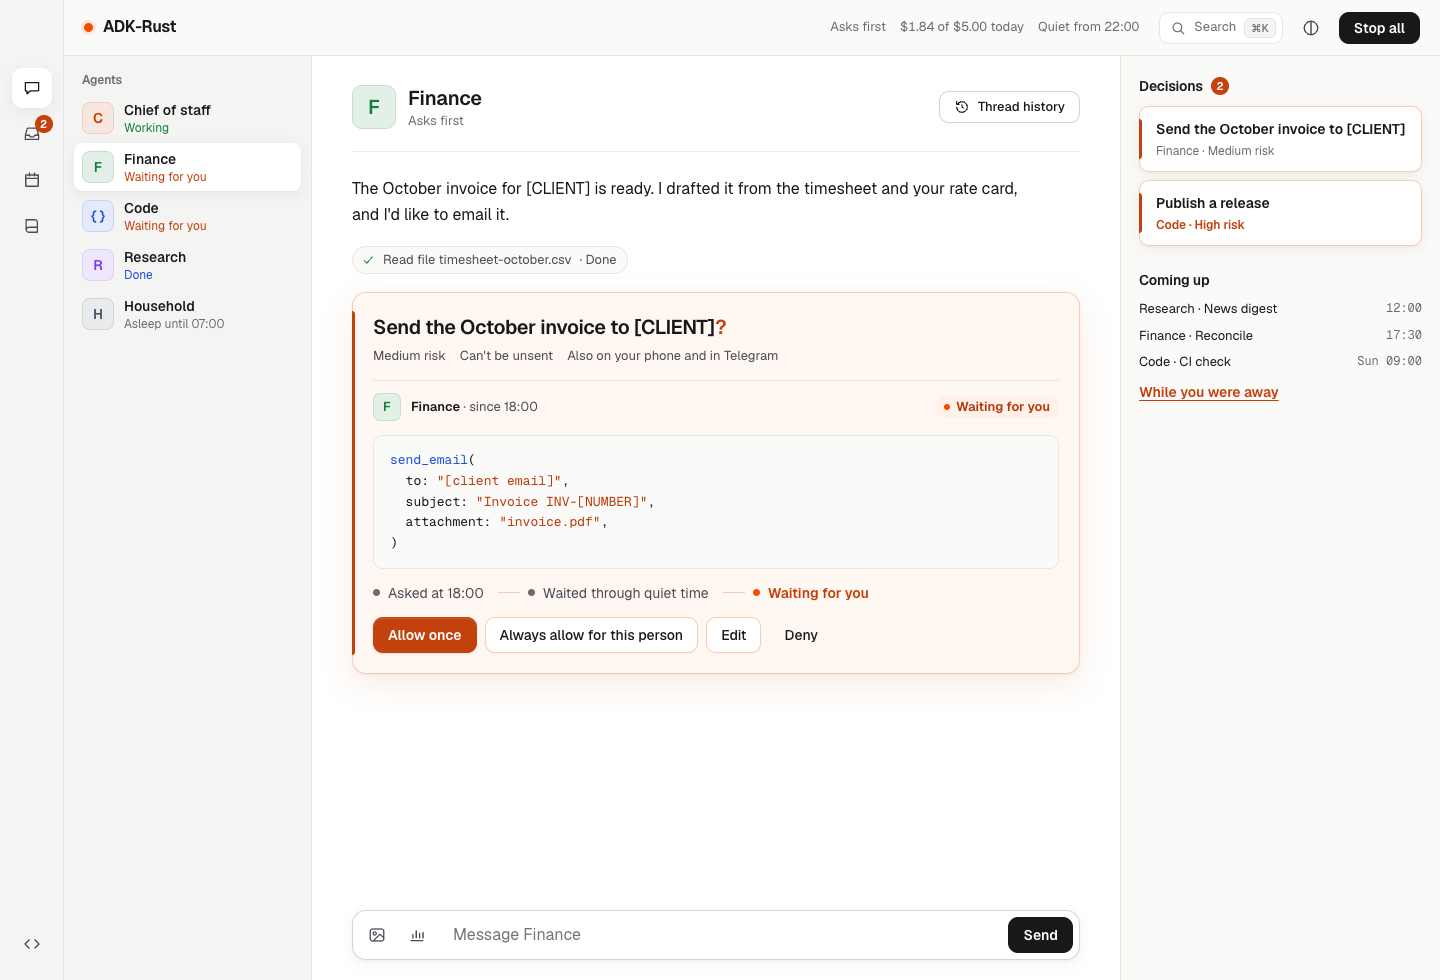 ADK-Rust
Asks first
$1.84 of $5.00 today
Quiet from 22:00
Search
⌘K
Stop all
2
Agents
C
Chief of staff
Working
F
Finance
Waiting for you
{}
Code
Waiting for you
R
Research
Done
H
Household
Asleep until 07:00
F
Finance
Asks first
Thread history
The October invoice for [CLIENT] is ready. I drafted it from the timesheet and your rate card,
and I'd like to email it.
Read file timesheet-october.csv · Done
Send the October invoice to [CLIENT]?
Medium risk
Can't be unsent
Also on your phone and in Telegram
F
Finance · since 18:00
Waiting for you
send_email(
to: "[client email]",
subject: "Invoice INV-[NUMBER]",
attachment: "invoice.pdf",
)
Asked at 18:00
Waited through quiet time
Waiting for you
Allow once
Always allow for this person
Edit
Deny
Message Finance
Send
Decisions 2
Send the October invoice to [CLIENT]
Finance · Medium risk
Publish a release
Code · High risk
Coming up
Research · News digest 12:00
Finance · Reconcile 17:30
Code · CI check Sun 09:00
While you were away